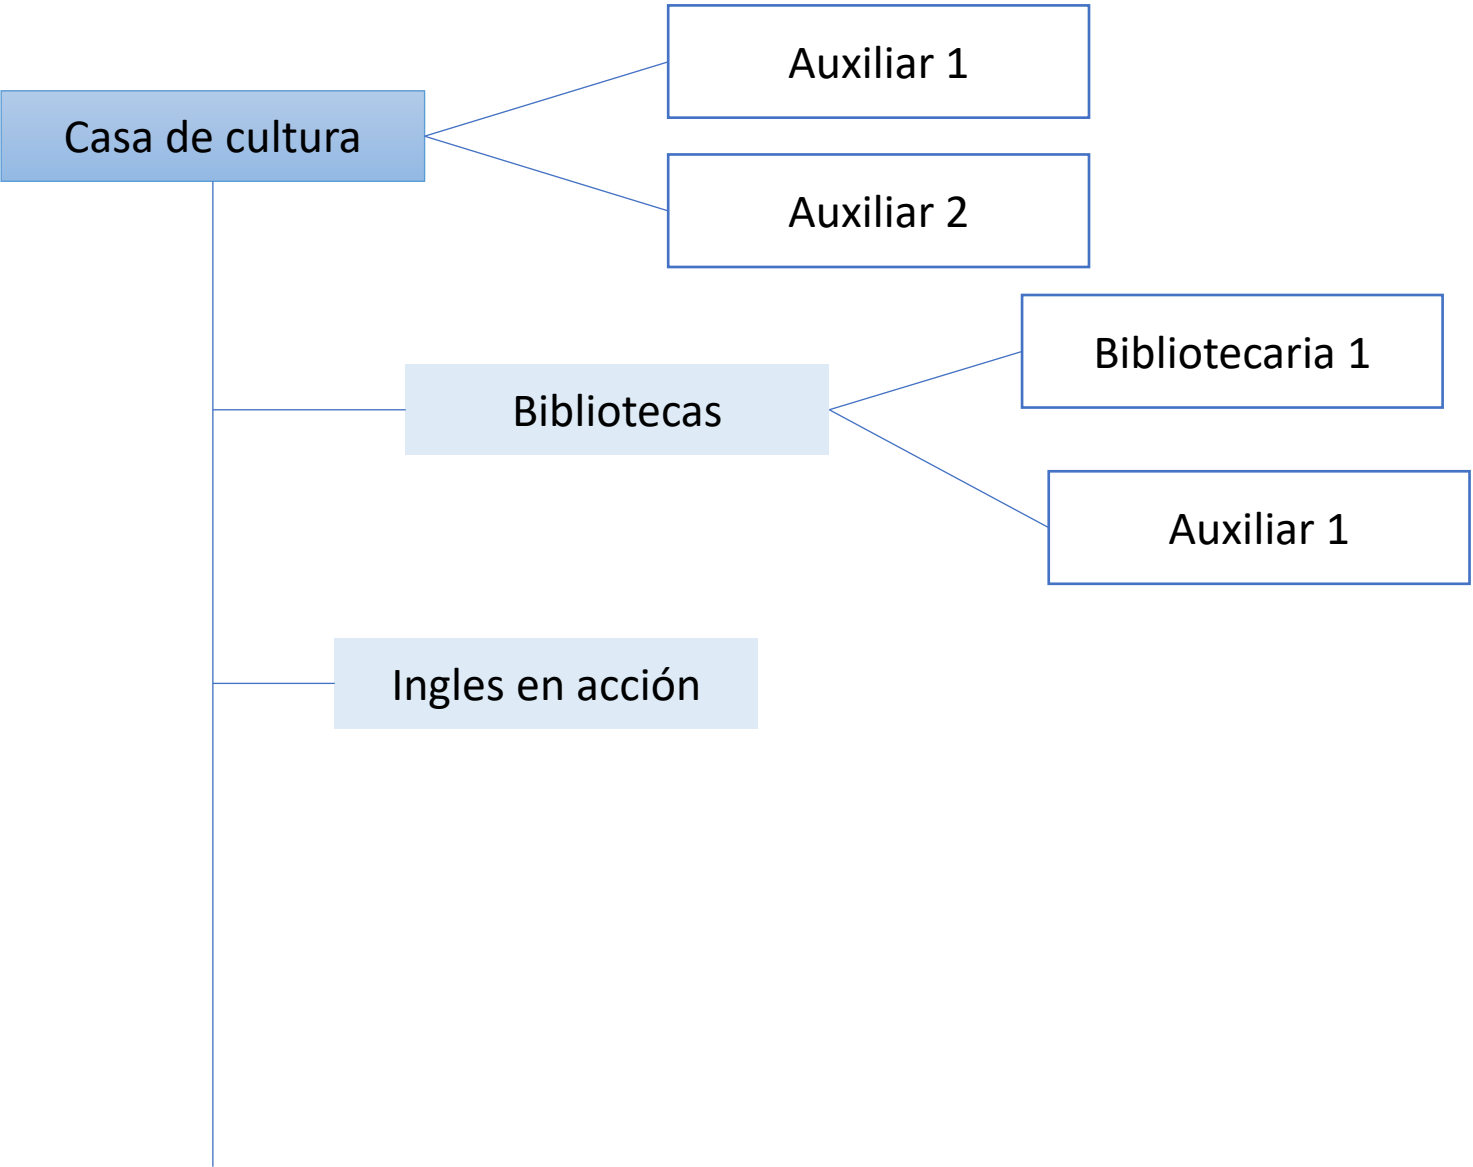 Auxiliar 1
Casa de cultura
Auxiliar 2
Bibliotecaria 1
Bibliotecas
Auxiliar 1
Ingles en acción